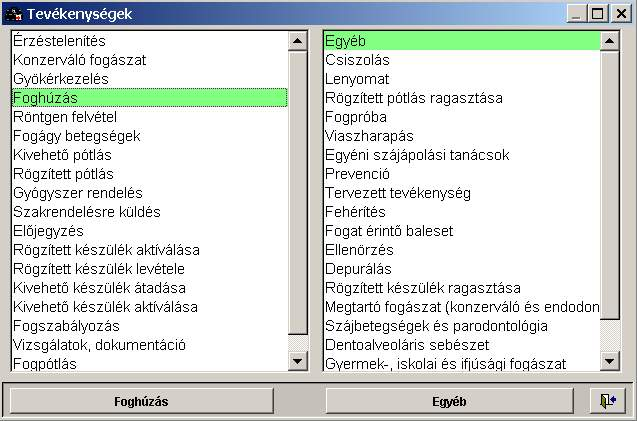 Tevékenységek
Érzéstelenítés
Konzerváló fogászat
Gyökérkezelés
Foghúzás
Röntgen felvétel
Fogágy betegségek
Kivehető pótlás
Rögzített pótlás
Gyógyszer rendelés
Szakrendelésre küldés
Előjegyzés
Rögzített készülék aktíválása
Rögzített készülék levétele
Kivehető készülék átadása
Kivehető készülék aktíválása
Fogszabályozás
Vizsgálatok, dokumentáció
Fogpótlás
Egyéb
Csiszolás
Lenyomat
Rögzített pótlás ragasztása
Fogpróba
Viaszharapás
Egyéni szájápolási tanácsok
Prevenció
Tervezett tevékenység
Fehérítés
Fogat érintő baleset
Ellenörzés
Depurálás
Rögzített készülék ragasztása
Megtartó fogászat (konzerváló és endodon
Szájbetegségek és parodontológia
Dentoalveoláris sebészet
Gyermek-, iskolai és ifjúsági fogászat
Foghúzás
Egyéb